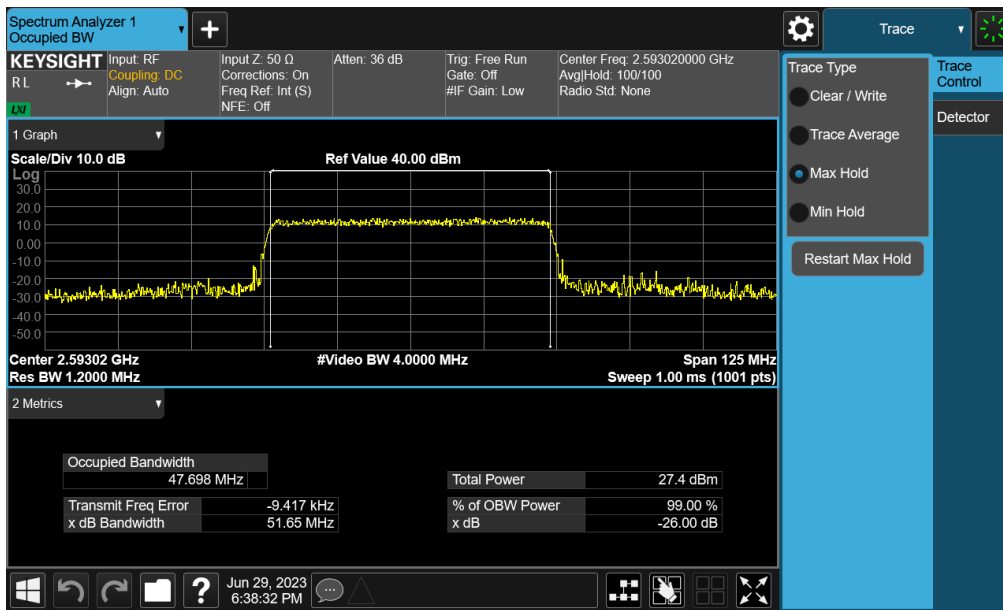 Spectrum Analyzer 1
Occupied BW
+
Trace
KEYSIGHT
R L
LXI
Input: RF
Coupling: DC
Align: Auto
Input Z: 50 Ω
Corrections: On
Freq Ref: Int (S)
NFE: Off
Atten: 36 dB
Trig: Free Run
Gate: Off
#IF Gain: Low
Center Freq: 2.593020000 GHz
Avg|Hold: 100/100
Radio Std: None
Trace Type
Clear / Write
Trace Average
Max Hold
Min Hold
Restart Max Hold
Trace
Control
Detector
1 Graph
Scale/Div 10.0 dB
Ref Value 40.00 dBm
Log
30.0
20.0
10.0
0.00
-10.0
-20.0
-30.0
-40.0
-50.0
Center 2.59302 GHz
#Video BW 4.0000 MHz
Span 125 MHz
Res BW 1.2000 MHz
Sweep 1.00 ms (1001 pts)
2 Metrics
Occupied Bandwidth
47.698 MHz
Total Power 27.4 dBm
Transmit Freq Error -9.417 kHz
% of OBW Power 99.00 %
x dB Bandwidth 51.65 MHz
x dB -26.00 dB
?
Jun 29, 2023
6:38:32 PM